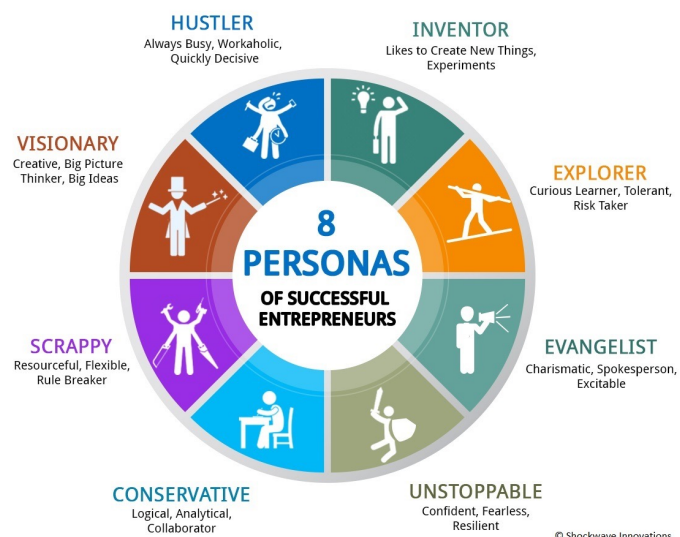 HUSTLER
Always Busy, Workaholic,
Quickly Decisive
INVENTOR
Likes to Create New Things,
Experiments
EXPLORER
Curious Learner, Tolerant,
Risk Taker
EVANGELIST
Charismatic, Spokesperson,
Excitable
UNSTOPPABLE
Confident, Fearless,
Resilient
CONSERVATIVE
Logical, Analytical,
Collaborator
SCRAPPY
Resourceful, Flexible,
Rule Breaker
VISIONARY
Creative, Big Picture
Thinker, Big Ideas
8
PERSONAS
OF SUCCESSFUL
ENTREPRENEURS
© Shockwave Innovations